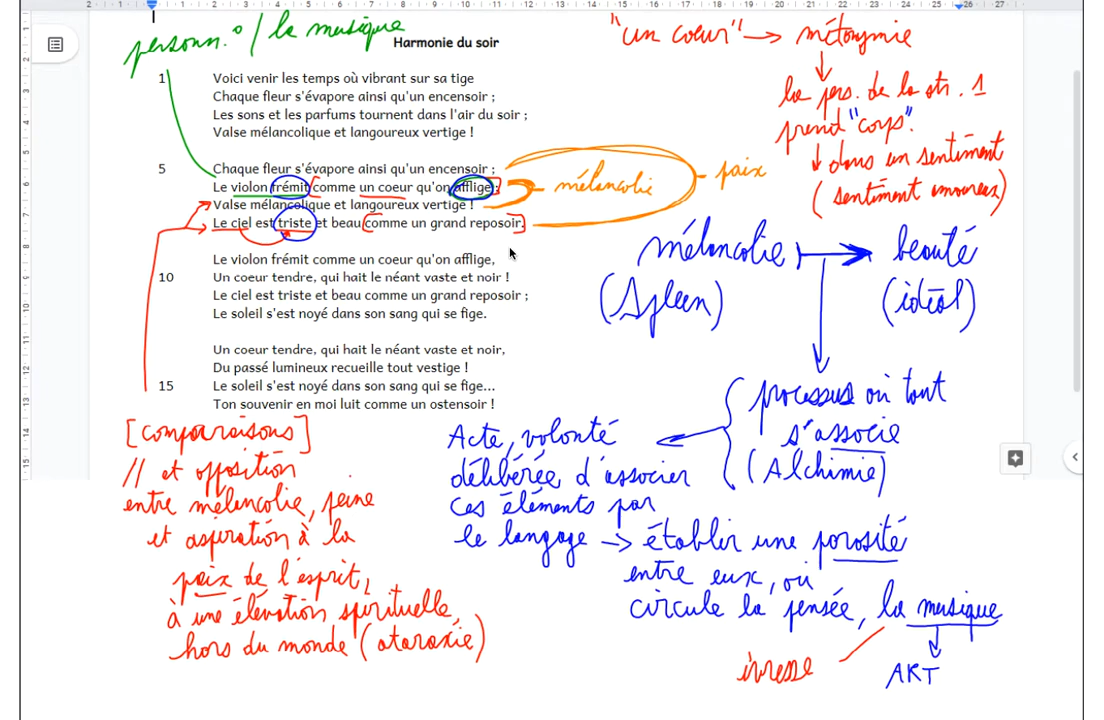 personn.° / la musique
Harmonie du soir
1
Voici venir les temps où vibrant sur sa tige
Chaque fleur s'évapore ainsi qu'un encensoir ;
Les sons et les parfums tournent dans l'air du soir ;
Valse mélancolique et langoureux vertige !
5
Chaque fleur s'évapore ainsi qu'un encensoir ;
Le violon frémit comme un coeur qu'on afflige ;
Valse mélancolique et langoureux vertige !
Le ciel est triste et beau comme un grand reposoir.
Le violon frémit comme un coeur qu'on afflige,
10
Un coeur tendre, qui hait le néant vaste et noir !
Le ciel est triste et beau comme un grand reposoir ;
Le soleil s'est noyé dans son sang qui se fige.
Un coeur tendre, qui hait le néant vaste et noir,
Du passé lumineux recueille tout vestige !
15
Le soleil s'est noyé dans son sang qui se fige...
Ton souvenir en moi luit comme un ostensoir !
"un coeur" → métonymie
la pers. de la str. 1
prend "corps".
↓ dans un sentiment
(sentiment amoureux)
mélancolie
paix
mélancolie → beauté
(Spleen)
(idéal)
processus où tout
s'associe
(Alchimie)
Acte, volonté
délibérée d'associer
ces éléments par
le langage → établir une porosité
entre eux, où
circule la pensée, la musique
ivresse
ART
[comparaisons]
// et opposition
entre mélancolie, peine
et aspiration à la
paix de l'esprit,
à une élévation spirituelle,
hors du monde (ataraxie)